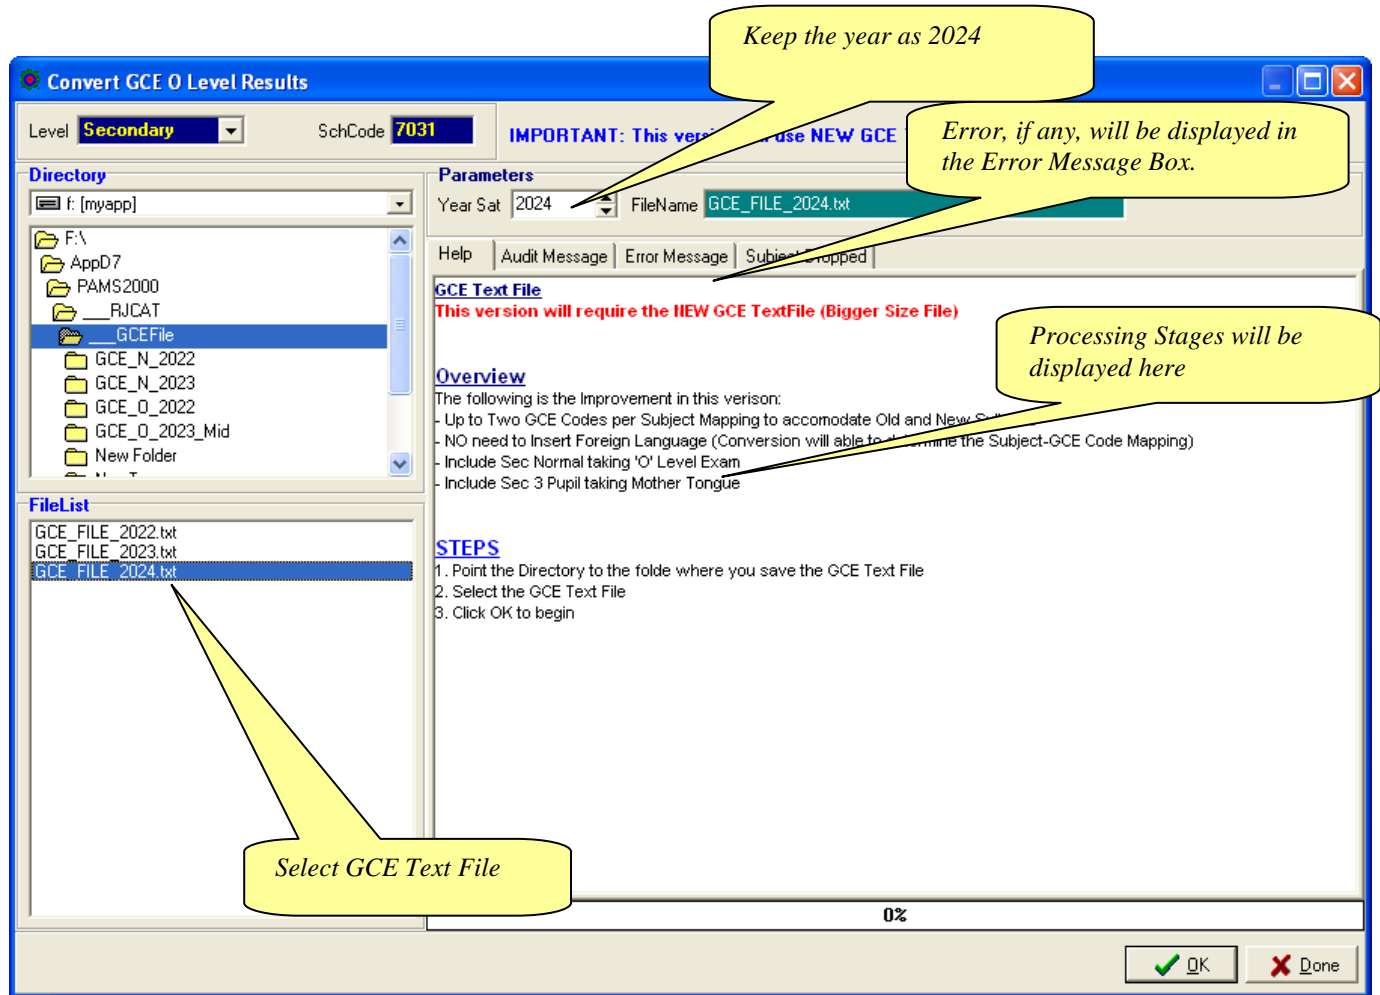 Keep the year as 2024
Convert GCE O Level Results
Level Secondary SchCode 7031
IMPORTANT: This use NEW GCE
Error, if any, will be displayed in
the Error Message Box.
Directory
f: [myapp]
F:\
AppD7
PAMS2000
___RJCAT
___GCEFile
GCE_N_2022
GCE_N_2023
GCE_O_2022
GCE_O_2023_Mid
New Folder
Parameters
Year Sat 2024 FileName GCE_FILE_2024.txt
Help Audit Message Error Message Subject Dropped
GCE Text File
This version will require the NEW GCE TextFile (Bigger Size File)
Processing Stages will be
displayed here
Overview
The following is the Improvement in this verison:
- Up to Two GCE Codes per Subject Mapping to accomodate Old and New
- NO need to Insert Foreign Language (Conversion will able to determine the Subject-GCE Code Mapping)
- Include Sec Normal taking 'O' Level Exam
- Include Sec 3 Pupil taking Mother Tongue
STEPS
1. Point the Directory to the folde where you save the GCE Text File
2. Select the GCE Text File
3. Click OK to begin
FileList
GCE_FILE_2022.txt
GCE_FILE_2023.txt
GCE_FILE_2024.txt
Select GCE Text File
0%
OK Done